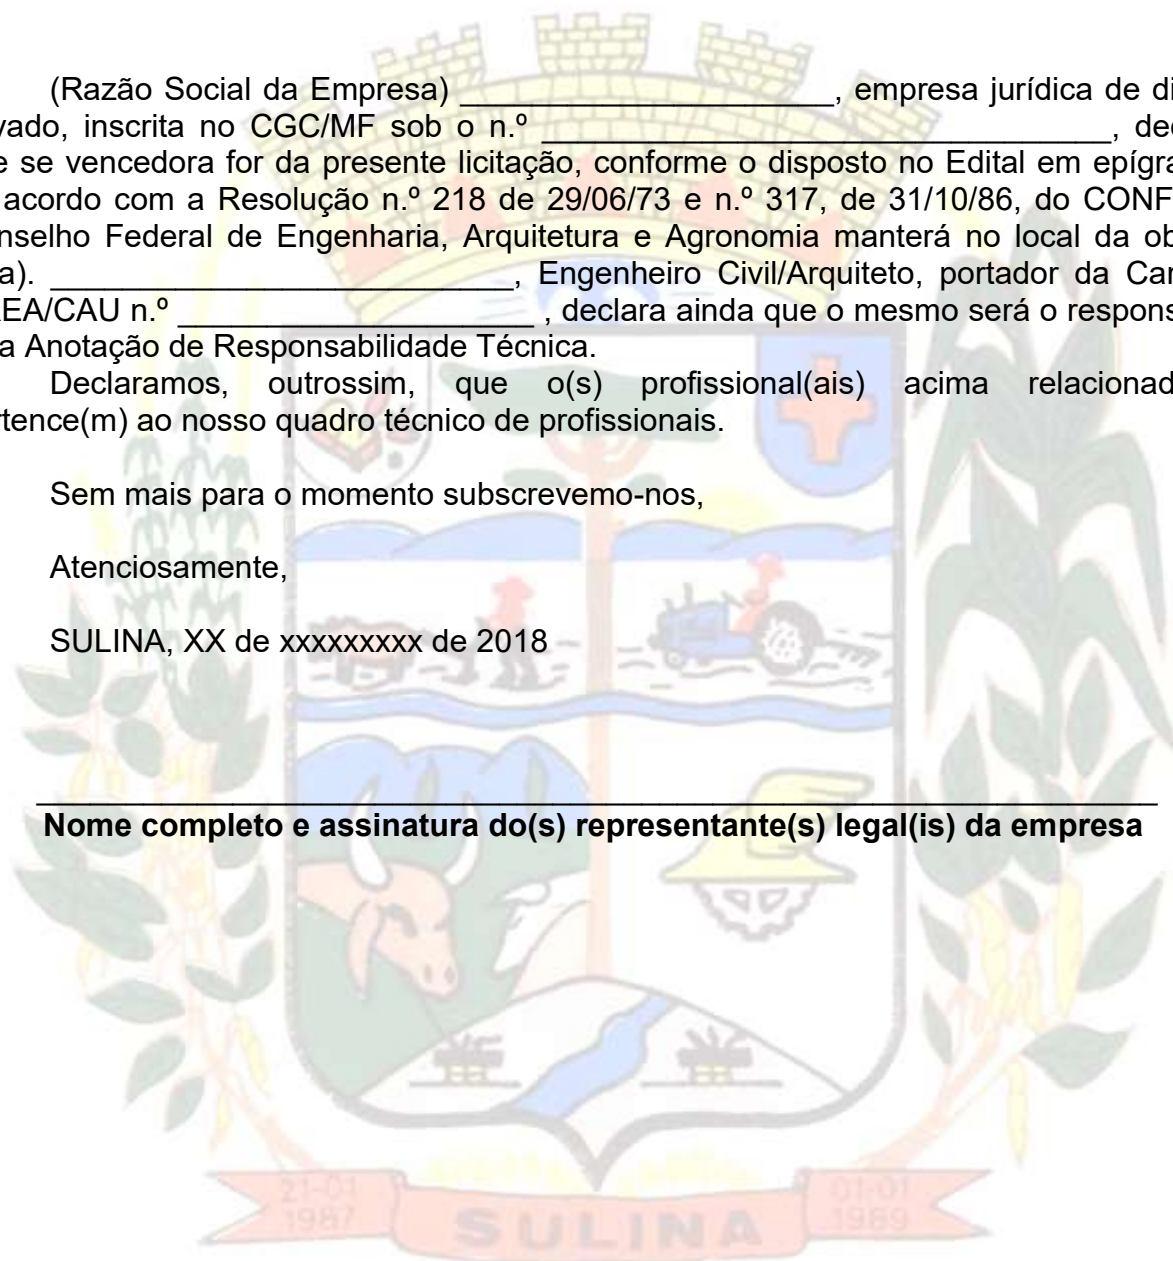 (Razão Social da Empresa) _____________________, empresa jurídica de di
vado, inscrita no CGC/MF sob o n.º ________________________________, dec
e se vencedora for da presente licitação, conforme o disposto no Edital em epígra
acordo com a Resolução n.º 218 de 29/06/73 e n.º 317, de 31/10/86, do CONF
nselho Federal de Engenharia, Arquitetura e Agronomia manterá no local da ob
a). __________________________, Engenheiro Civil/Arquiteto, portador da Car
EA/CAU n.º ____________________ , declara ainda que o mesmo será o respons
a Anotação de Responsabilidade Técnica.
Declaramos, outrossim, que o(s) profissional(ais) acima relacionad
rtence(m) ao nosso quadro técnico de profissionais.
Sem mais para o momento subscrevemo-nos,
Atenciosamente,
SULINA, XX de xxxxxxxxx de 2018
_______________________________________________________________
Nome completo e assinatura do(s) representante(s) legal(is) da empresa
21-01 01-01
1987 SULINA 1989